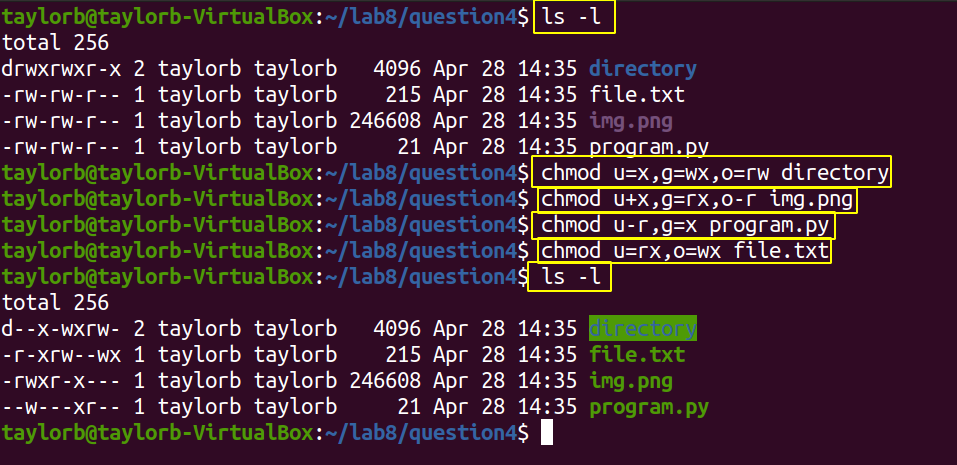 taylorb@taylorb-VirtualBox:~/lab8/question4$ ls -l
total 256
drwxrwxr-x 2 taylorb taylorb   4096 Apr 28 14:35 directory
-rw-rw-r-- 1 taylorb taylorb    215 Apr 28 14:35 file.txt
-rw-rw-r-- 1 taylorb taylorb 246608 Apr 28 14:35 img.png
-rw-rw-r-- 1 taylorb taylorb     21 Apr 28 14:35 program.py
taylorb@taylorb-VirtualBox:~/lab8/question4$ chmod u=x,g=wx,o=rw directory
taylorb@taylorb-VirtualBox:~/lab8/question4$ chmod u+x,g=rx,o-r img.png
taylorb@taylorb-VirtualBox:~/lab8/question4$ chmod u-r,g=x program.py
taylorb@taylorb-VirtualBox:~/lab8/question4$ chmod u=rx,o=wx file.txt
taylorb@taylorb-VirtualBox:~/lab8/question4$ ls -l
total 256
d--x-wxrw- 2 taylorb taylorb   4096 Apr 28 14:35 directory
-r-xrw--wx 1 taylorb taylorb    215 Apr 28 14:35 file.txt
-rwxr-x--- 1 taylorb taylorb 246608 Apr 28 14:35 img.png
--w---xr-- 1 taylorb taylorb     21 Apr 28 14:35 program.py
taylorb@taylorb-VirtualBox:~/lab8/question4$